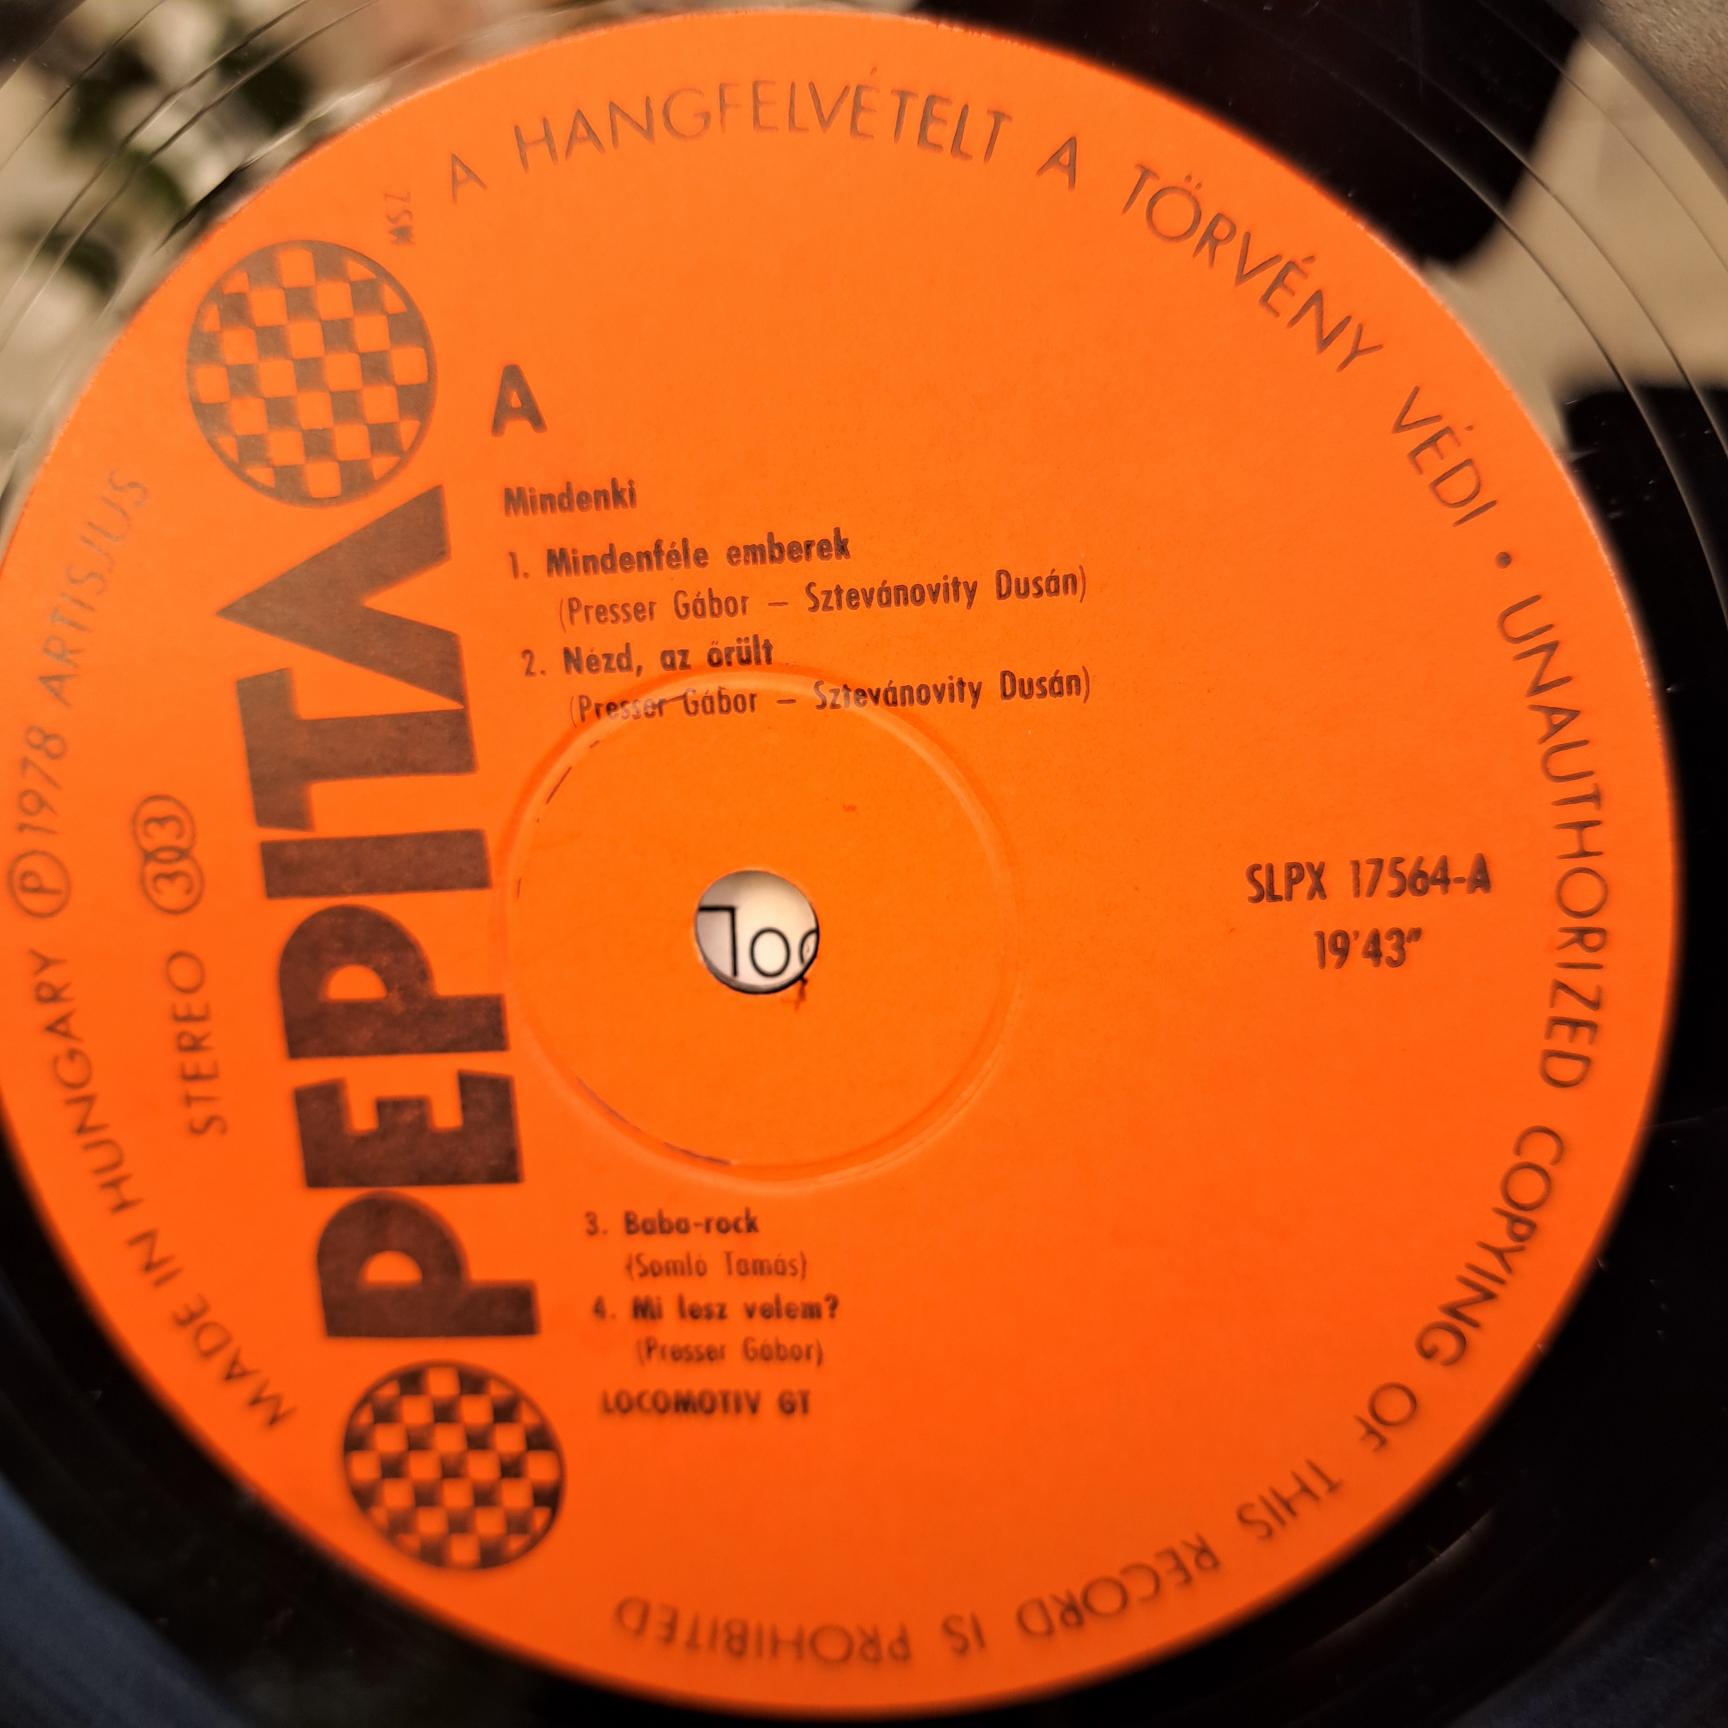 A HANGFELVÉTELT A TÖRVÉNY VÉDI • UNAUTHORIZED COPYING OF THIS RECORD IS PROHIBITED
MSZ
A
PEPITA
Mindenki
1. Mindenféle emberek
(Presser Gábor – Sztevánovity Dusán)
2. Nézd, az őrült
(Presser Gábor – Sztevánovity Dusán)
SLPX 17564-A
19'43"
3. Baba-rock
(Somló Tamás)
4. Mi lesz velem?
(Presser Gábor)
LOCOMOTIV GT
STEREO 33
MADE IN HUNGARY Ⓟ 1978 ARTISJUS